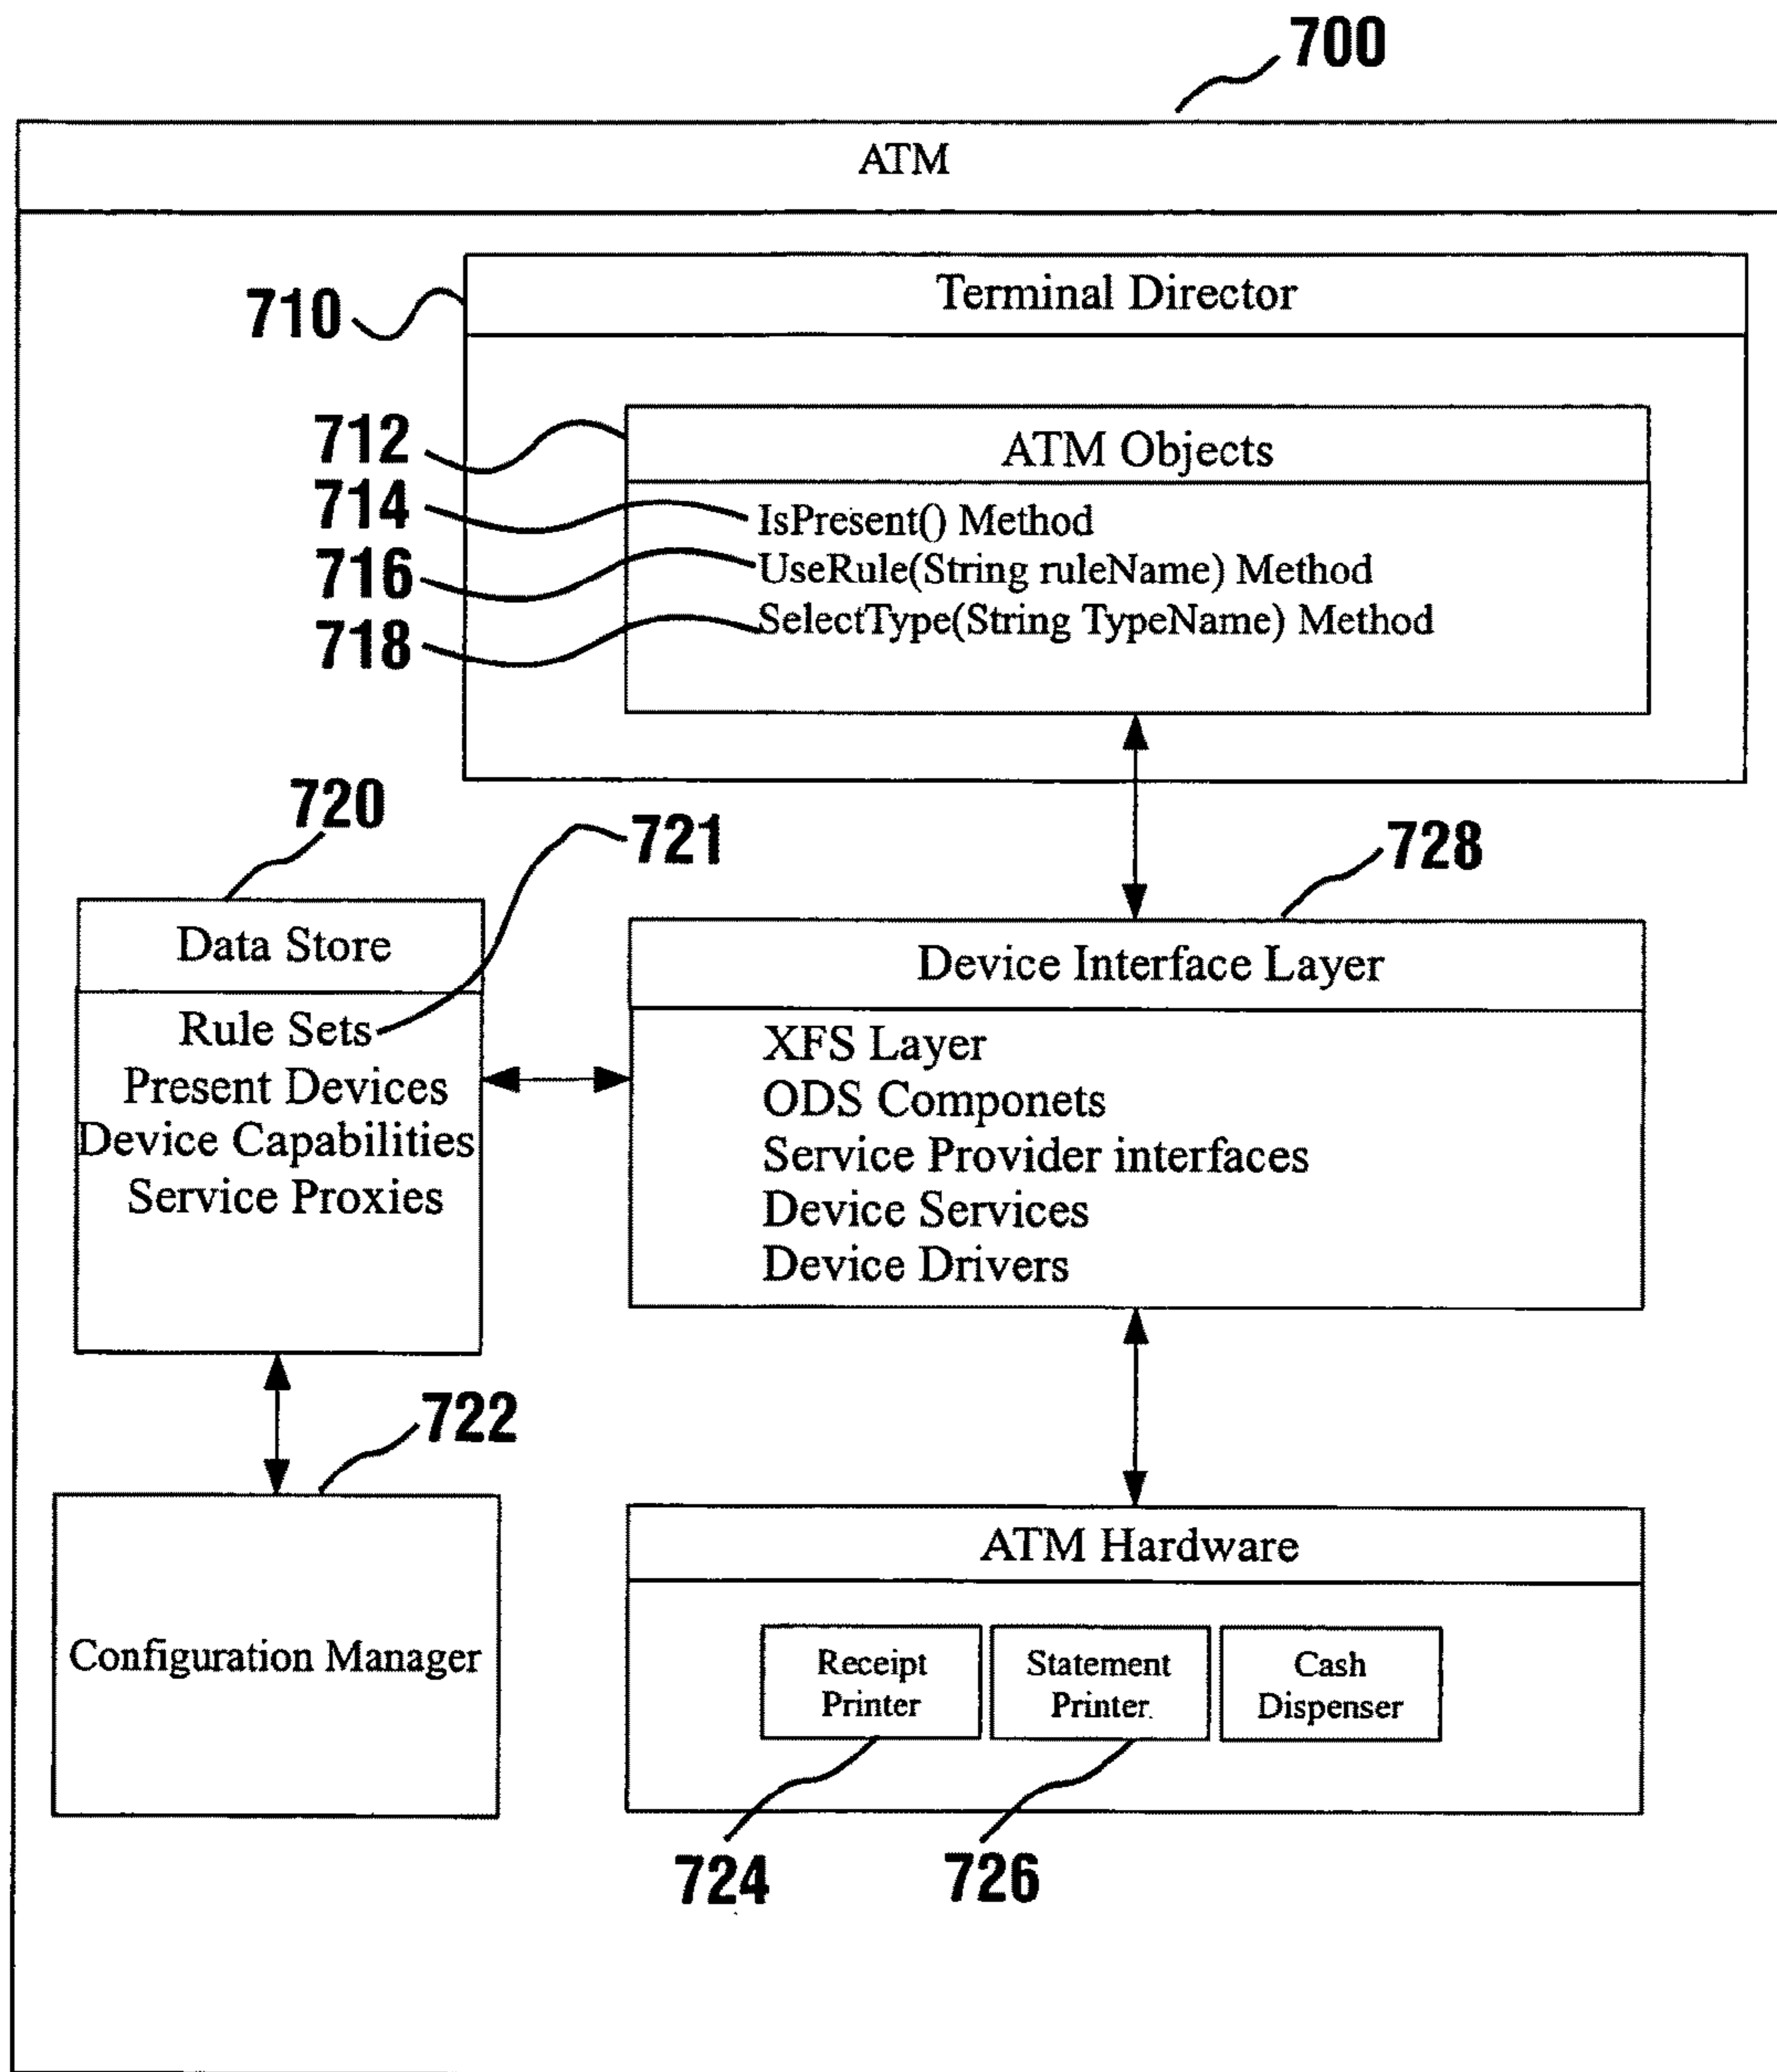 700
ATM
Terminal Director
710
712
ATM Objects
714
IsPresent() Method
716
UseRule(String ruleName) Method
718
SelectType(String TypeName) Method
720
721
728
Data Store
Rule Sets
Present Devices
Device Capabilities
Service Proxies
Device Interface Layer
XFS Layer
ODS Componets
Service Provider interfaces
Device Services
Device Drivers
722
Configuration Manager
ATM Hardware
Receipt
Printer
Statement
Printer
Cash
Dispenser
724
726